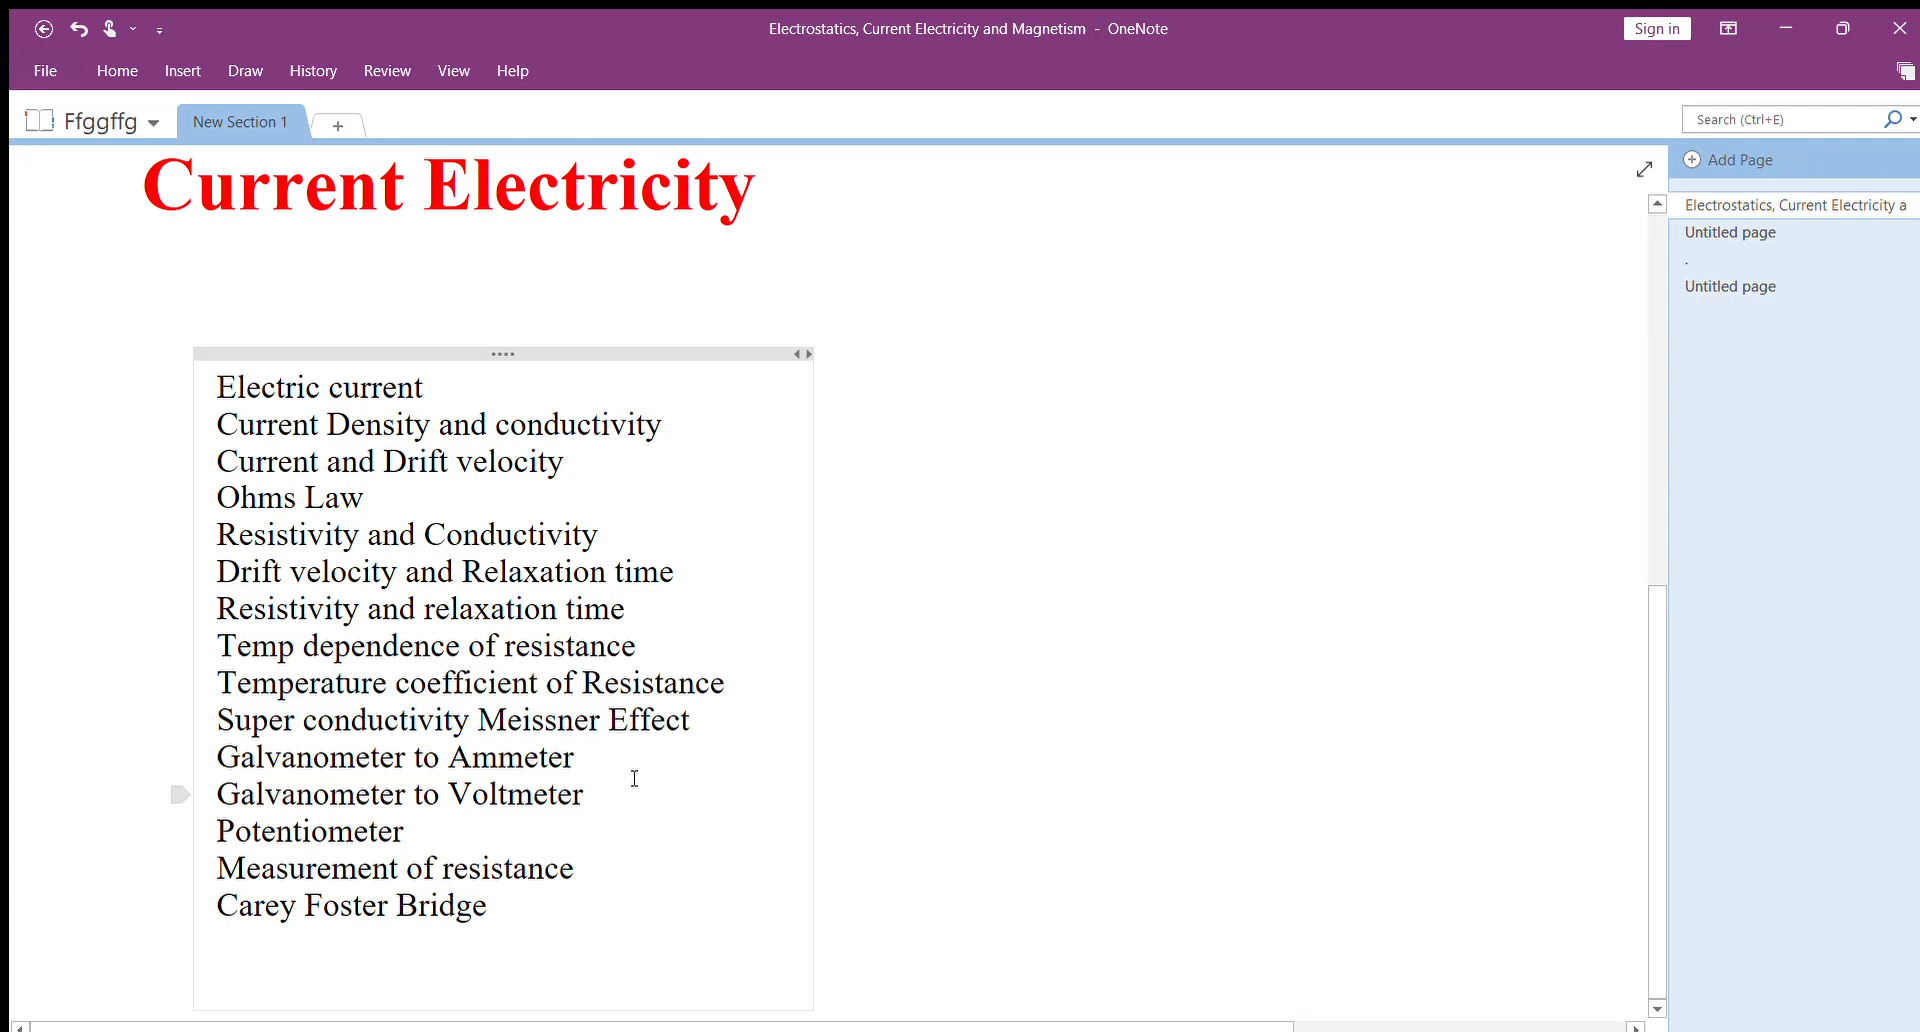 Electrostatics, Current Electricity and Magnetism - OneNote
Sign in
File Home Insert Draw History Review View Help
Ffggffg
New Section 1
+
Search (Ctrl+E)
Add Page
Electrostatics, Current Electricity a
Untitled page
.
Untitled page
Current Electricity
Electric current
Current Density and conductivity
Current and Drift velocity
Ohms Law
Resistivity and Conductivity
Drift velocity and Relaxation time
Resistivity and relaxation time
Temp dependence of resistance
Temperature coefficient of Resistance
Super conductivity Meissner Effect
Galvanometer to Ammeter
Galvanometer to Voltmeter
Potentiometer
Measurement of resistance
Carey Foster Bridge